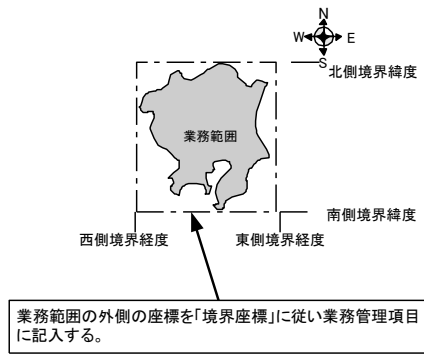 N
W E
S
北側境界緯度
業務範囲
南側境界緯度
西側境界経度 東側境界経度
業務範囲の外側の座標を「境界座標」に従い業務管理項目
に記入する。